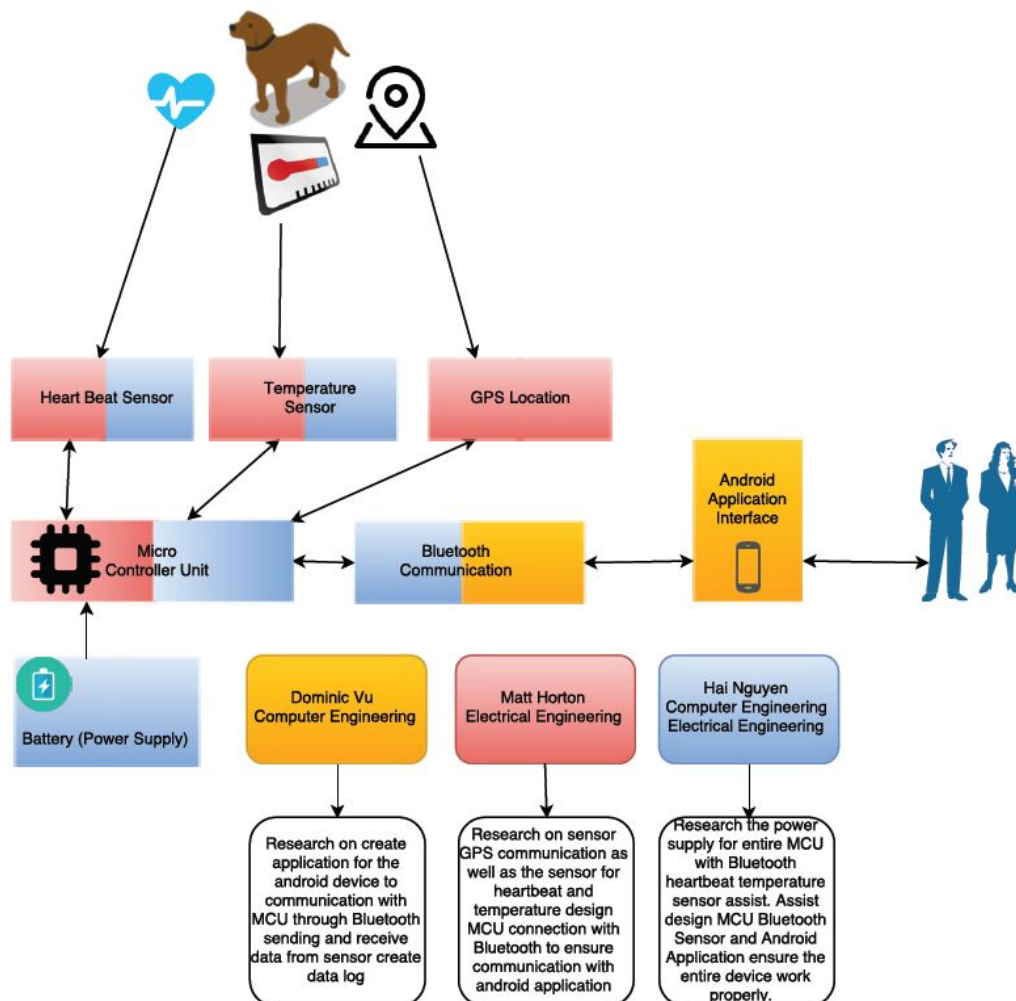 Heart Beat Sensor
Temperature
Sensor
GPS Location
Micro
Controller Unit
Bluetooth
Communication
Android
Application
Interface
Battery (Power Supply)
Dominic Vu
Computer Engineering
Matt Horton
Electrical Engineering
Hai Nguyen
Computer Engineering
Electrical Engineering
Research on create
application for the
android device to
communication with
MCU through Bluetooth
sending and receive
data from sensor create
data log
Research on sensor
GPS communication as
well as the sensor for
heartbeat and
temperature design
MCU connection with
Bluetooth to ensure
communication with
android application
Research the power
supply for entire MCU
with Bluetooth
heartbeat temperature
sensor assist. Assist
design MCU Bluetooth
Sensor and Android
Application ensure the
entire device work
properly.